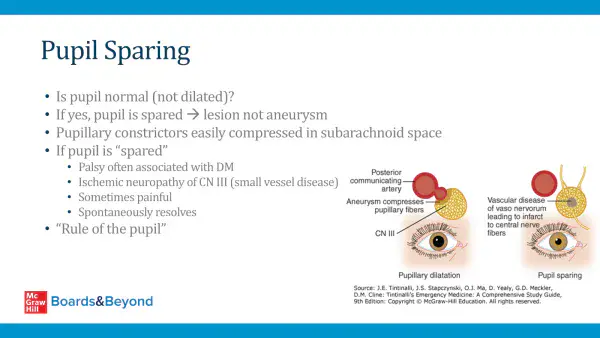 Pupil Sparing
• Is pupil normal (not dilated)?
• If yes, pupil is spared → lesion not aneurysm
• Pupillary constrictors easily compressed in subarachnoid space
• If pupil is “spared”
• Palsy often associated with DM
• Ischemic neuropathy of CN III (small vessel disease)
• Sometimes painful
• Spontaneously resolves
• “Rule of the pupil”
Posterior
communicating
artery
Aneurysm compresses
pupillary fibers
CN III
Pupillary dilatation
Vascular disease
of vaso nervorum
leading to infarct
to central nerve
fibers
Pupil sparing
Source: J.E. Tintinalli, J.S. Stapczynski, O.J. Ma, D. Yealy, G.D. Meckler,
D.M. Cline: Tintinalli's Emergency Medicine: A Comprehensive Study Guide,
9th Edition: Copyright © McGraw-Hill Education. All rights reserved.
Mc
Graw
Hill
Boards&Beyond